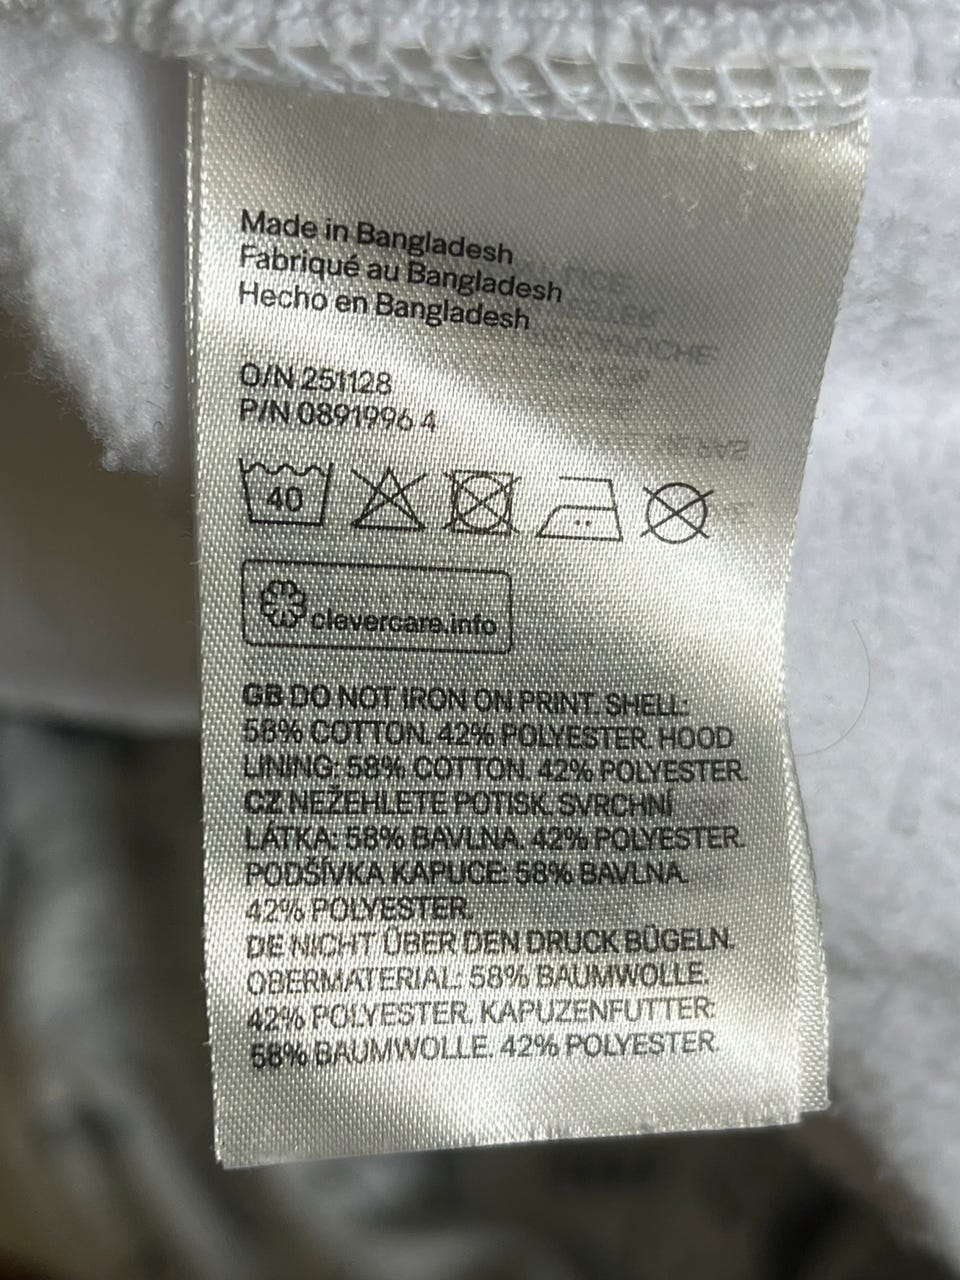 Made in Bangladesh
Fabriqué au Bangladesh
Hecho en Bangladesh
O/N 251128
P/N 0891996 4
40
clevercare.info
GB DO NOT IRON ON PRINT. SHELL:
58% COTTON. 42% POLYESTER. HOOD
LINING: 58% COTTON. 42% POLYESTER.
CZ NEŽEHLETE POTISK. SVRCHNÍ
LÁTKA: 58% BAVLNA. 42% POLYESTER.
PODŠÍVKA KAPUCE: 58% BAVLNA.
42% POLYESTER.
DE NICHT ÜBER DEN DRUCK BÜGELN.
OBERMATERIAL: 58% BAUMWOLLE.
42% POLYESTER. KAPUZENFUTTER:
58% BAUMWOLLE. 42% POLYESTER.